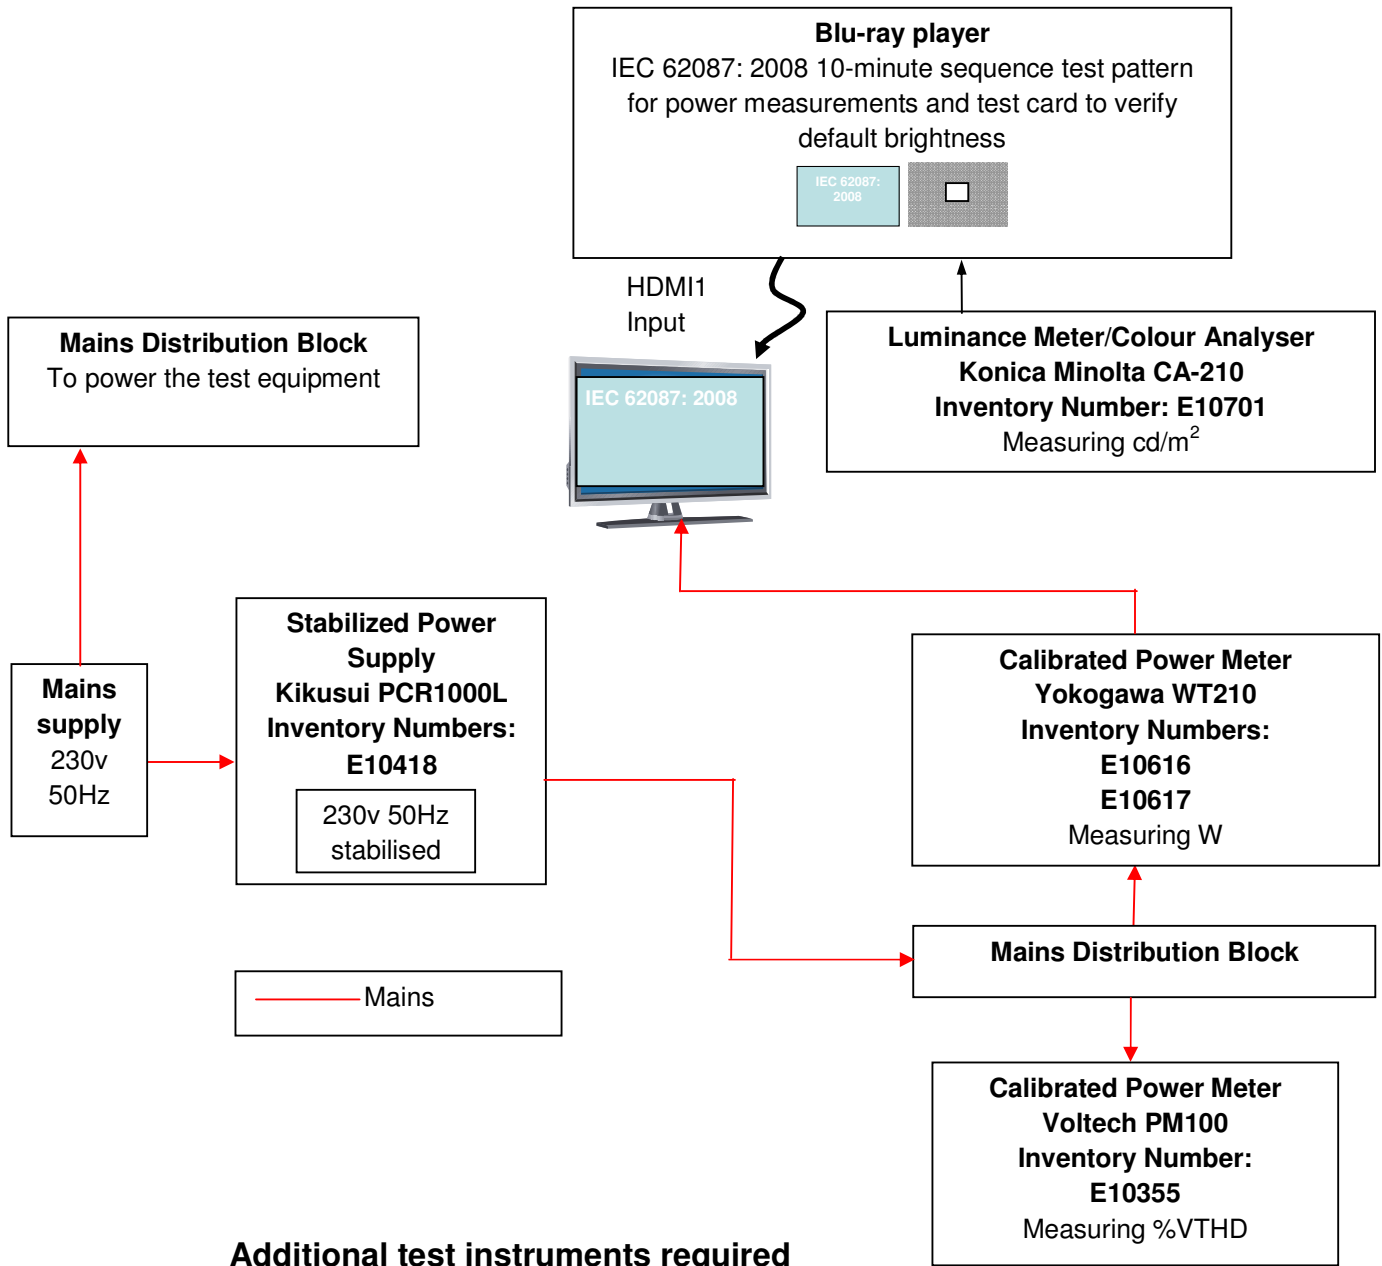 Blu-ray player
IEC 62087: 2008 10-minute sequence test pattern
for power measurements and test card to verify
default brightness
IEC 62087:
2008
HDMI1
Input
Mains Distribution Block
To power the test equipment
Luminance Meter/Colour Analyser
Konica Minolta CA-210
Inventory Number: E10701
Measuring cd/m²
IEC 62087: 2008
Stabilized Power
Supply
Kikusui PCR1000L
Inventory Numbers:
E10418
230v 50Hz
stabilised
Mains
supply
230v
50Hz
Calibrated Power Meter
Yokogawa WT210
Inventory Numbers:
E10616
E10617
Measuring W
Mains Distribution Block
Mains
Calibrated Power Meter
Voltech PM100
Inventory Number:
E10355
Measuring %VTHD
Additional test instruments required